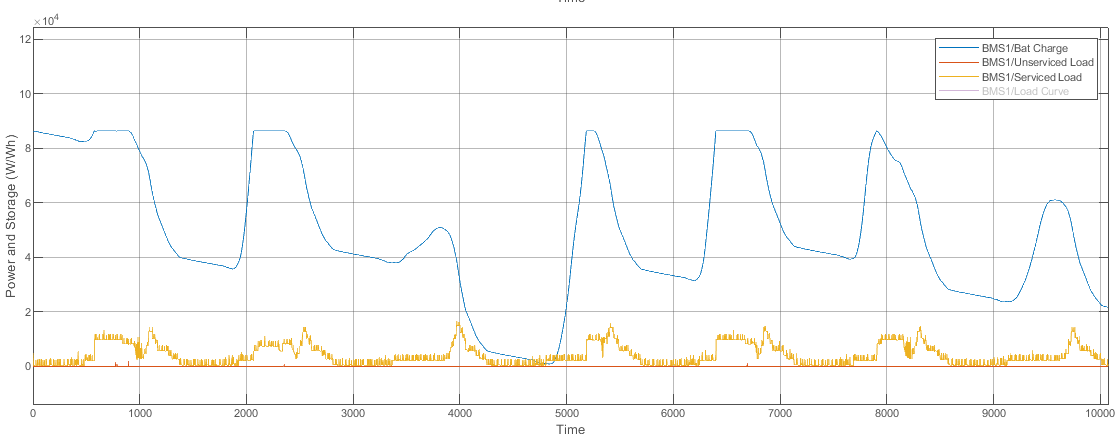 Time
×10⁴
12
10
8
6
4
2
0
Power and Storage (W/Wh)
BMS1/Bat Charge
BMS1/Unserviced Load
BMS1/Serviced Load
BMS1/Load Curve
0 1000 2000 3000 4000 5000 6000 7000 8000 9000 10000
Time